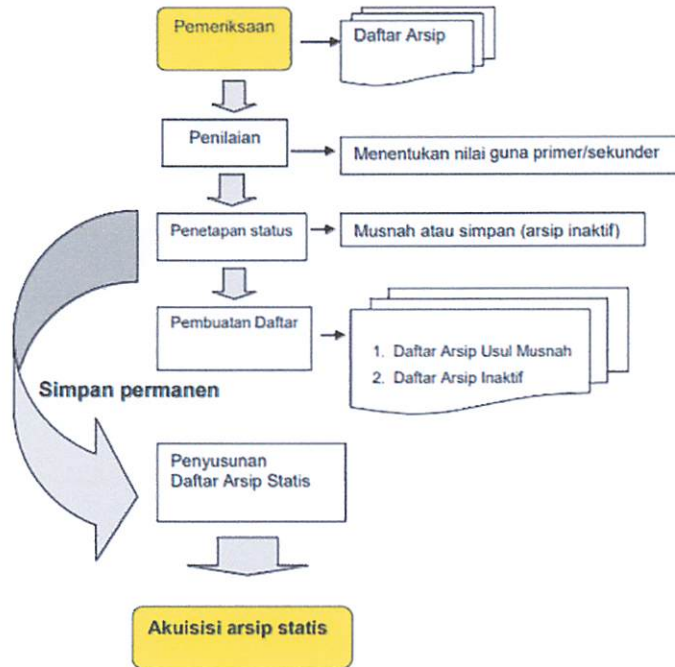 Pemeriksaan
Daftar Arsip
Penilaian
Menentukan nilai guna primer/sekunder
Penetapan status
Musnah atau simpan (arsip inaktif)
Pembuatan Daftar
1. Daftar Arsip Usul Musnah
2. Daftar Arsip Inaktif
Simpan permanen
Penyusunan
Daftar Arsip Statis
Akuisisi arsip statis